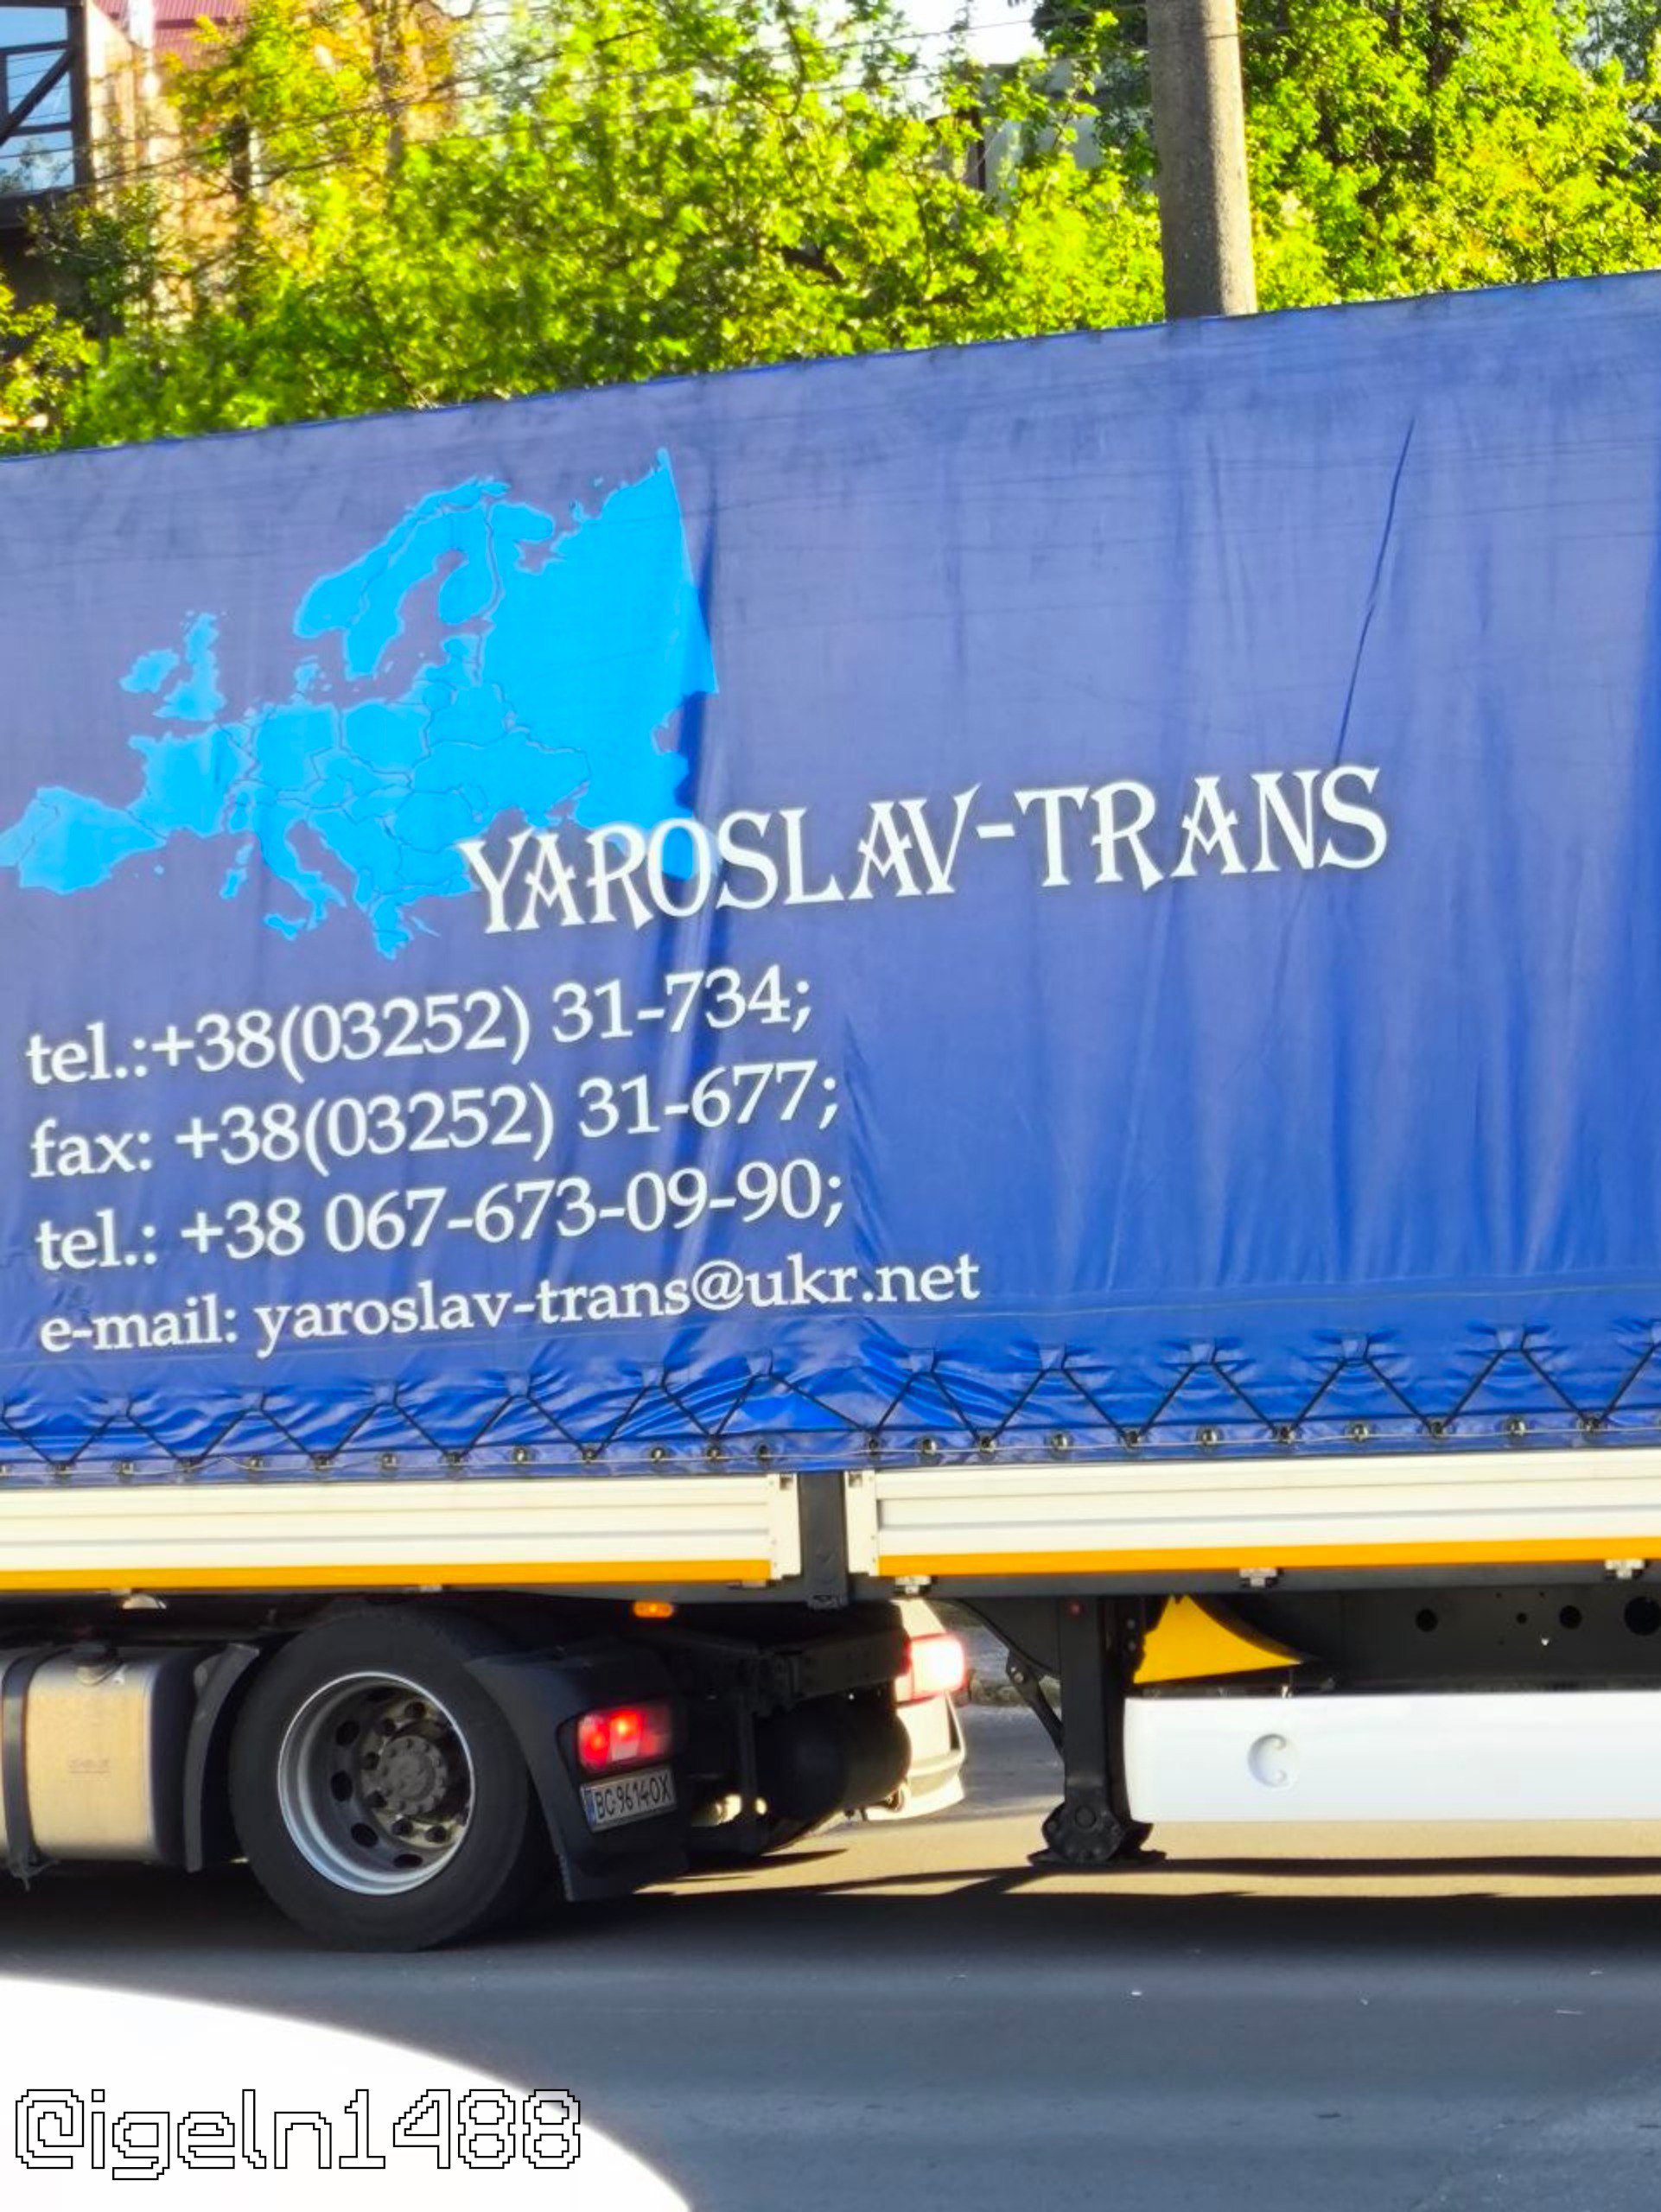 YAROSLAV-TRANS
tel.:+38(03252) 31-734;
fax: +38(03252) 31-677;
tel.: +38 067-673-09-90;
e-mail: yaroslav-trans@ukr.net
BC9614OX
@igeln1488